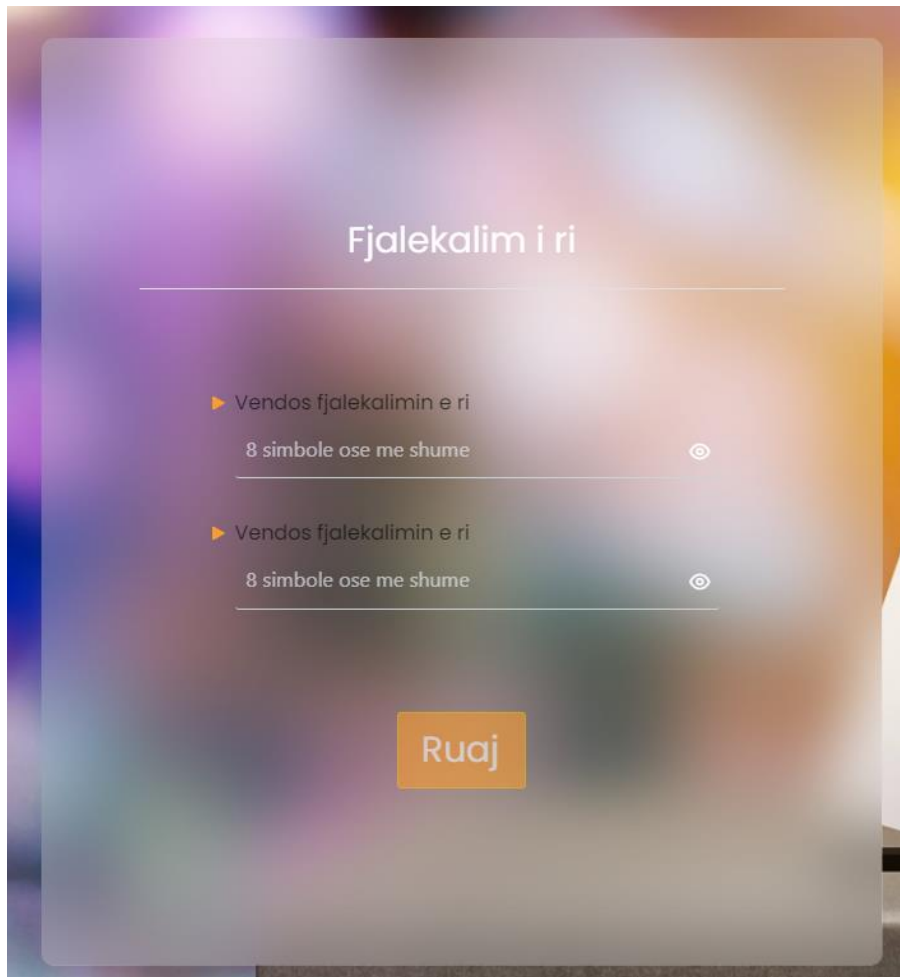 Fjalekalim i ri
Vendos fjalekalimin e ri
8 simbole ose me shume
Vendos fjalekalimin e ri
8 simbole ose me shume
Ruaj